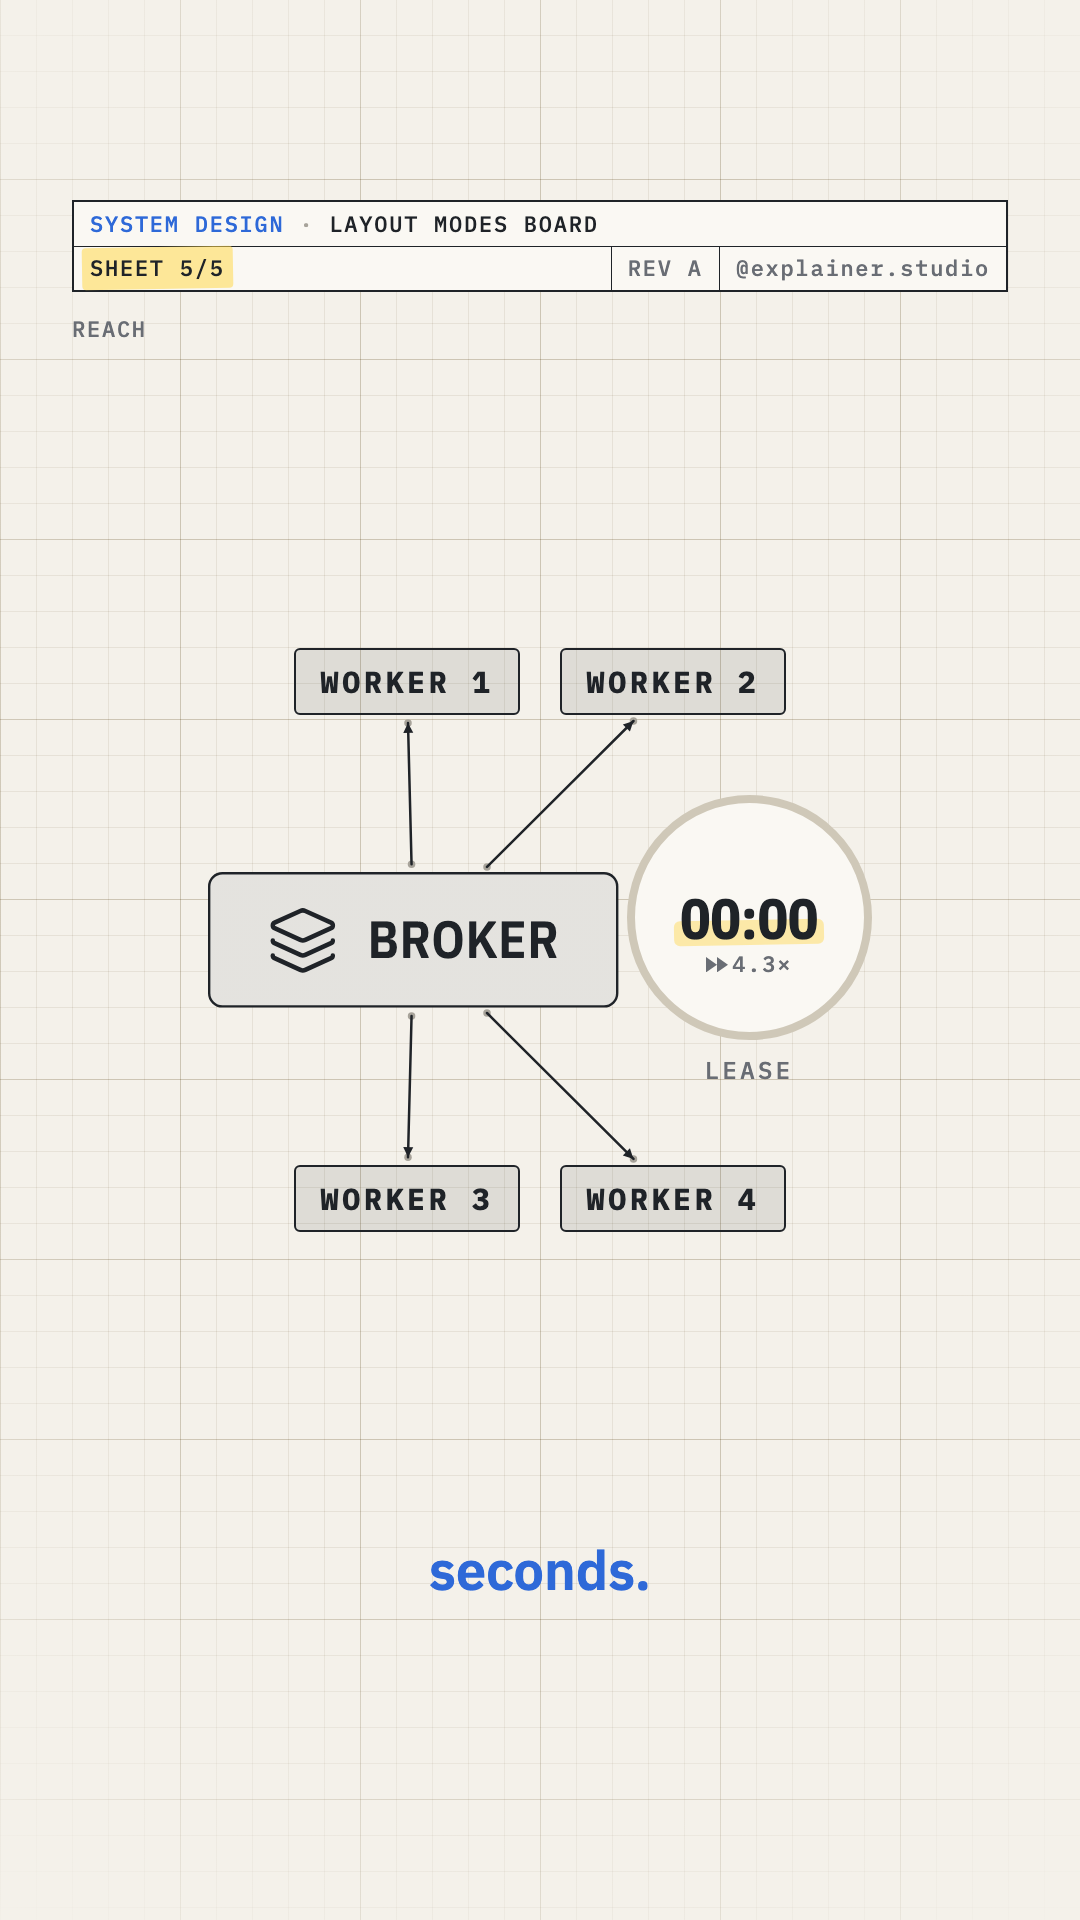 SYSTEM DESIGN · LAYOUT MODES BOARD
SHEET 5/5
REV A
@explainer.studio
REACH
WORKER 1
WORKER 2
BROKER
00:00
4.3×
LEASE
WORKER 3
WORKER 4
seconds.